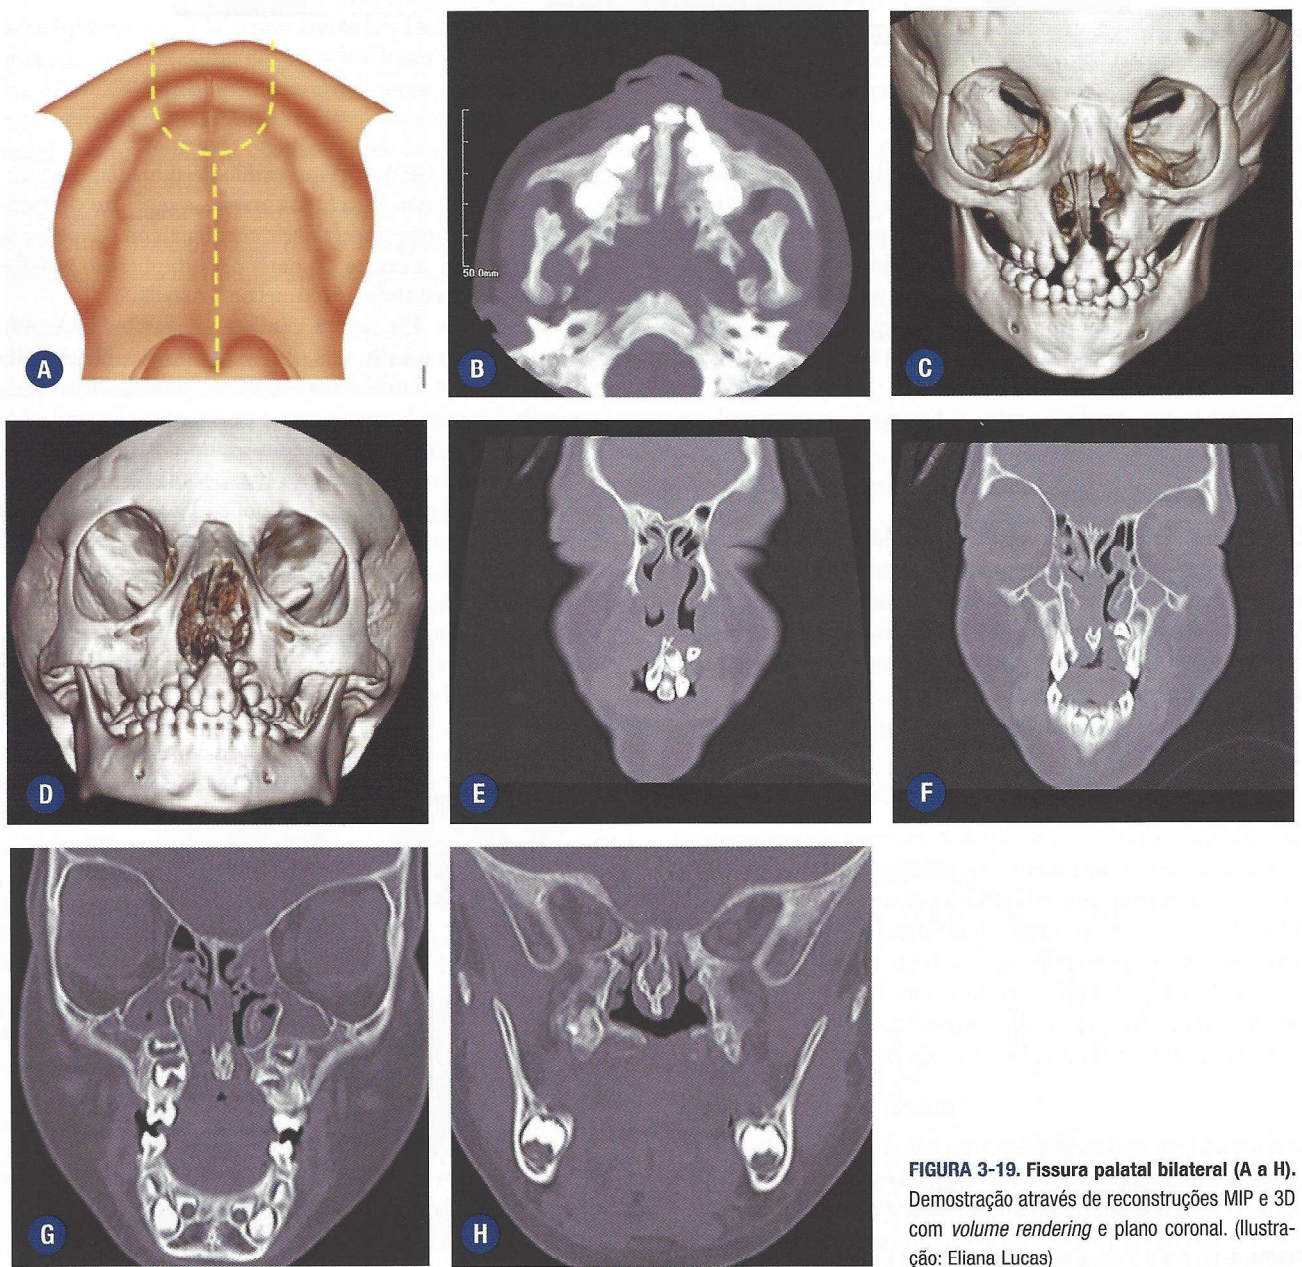 A
50.0mm
B
C
D
E
F
G
H
FIGURA 3-19. Fissura palatal bilateral (A a H).
Demostração através de reconstruções MIP e 3D
com volume rendering e plano coronal. (Ilustra-
ção: Eliana Lucas)